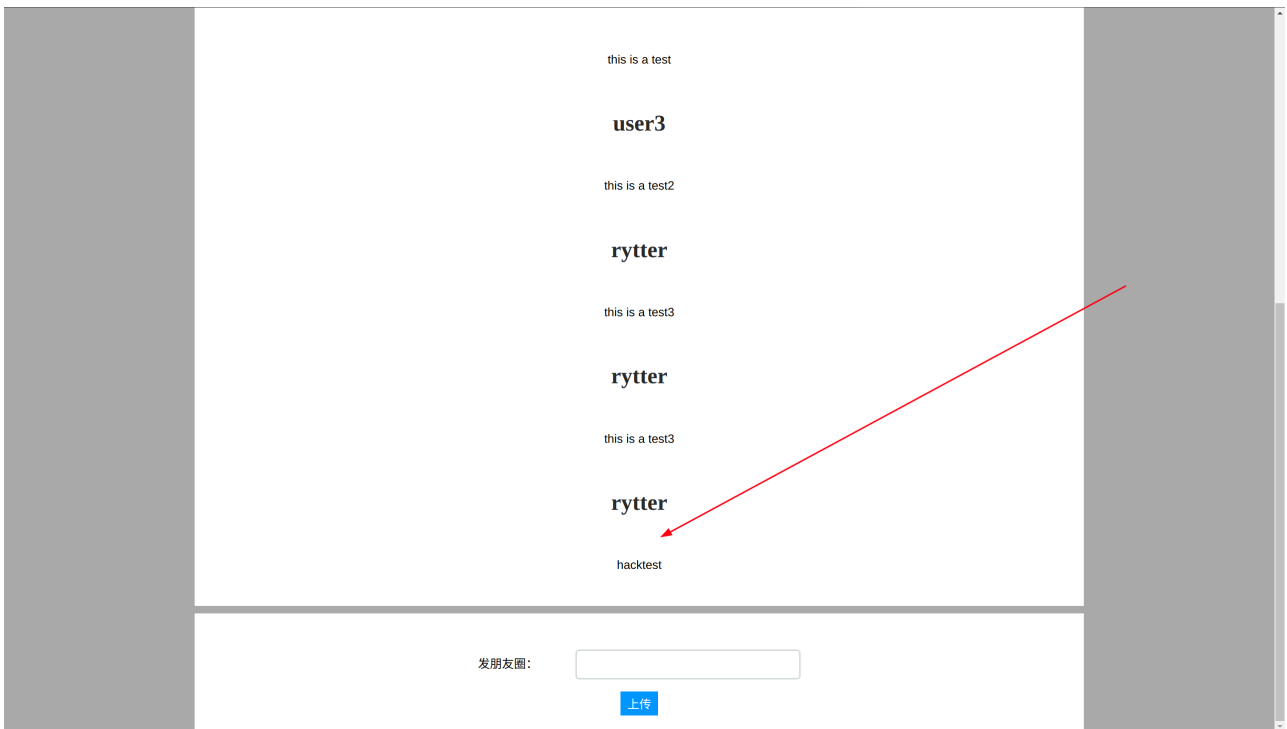 this is a test
user3
this is a test2
rytter
this is a test3
rytter
this is a test3
rytter
hacktest
发朋友圈：
上传